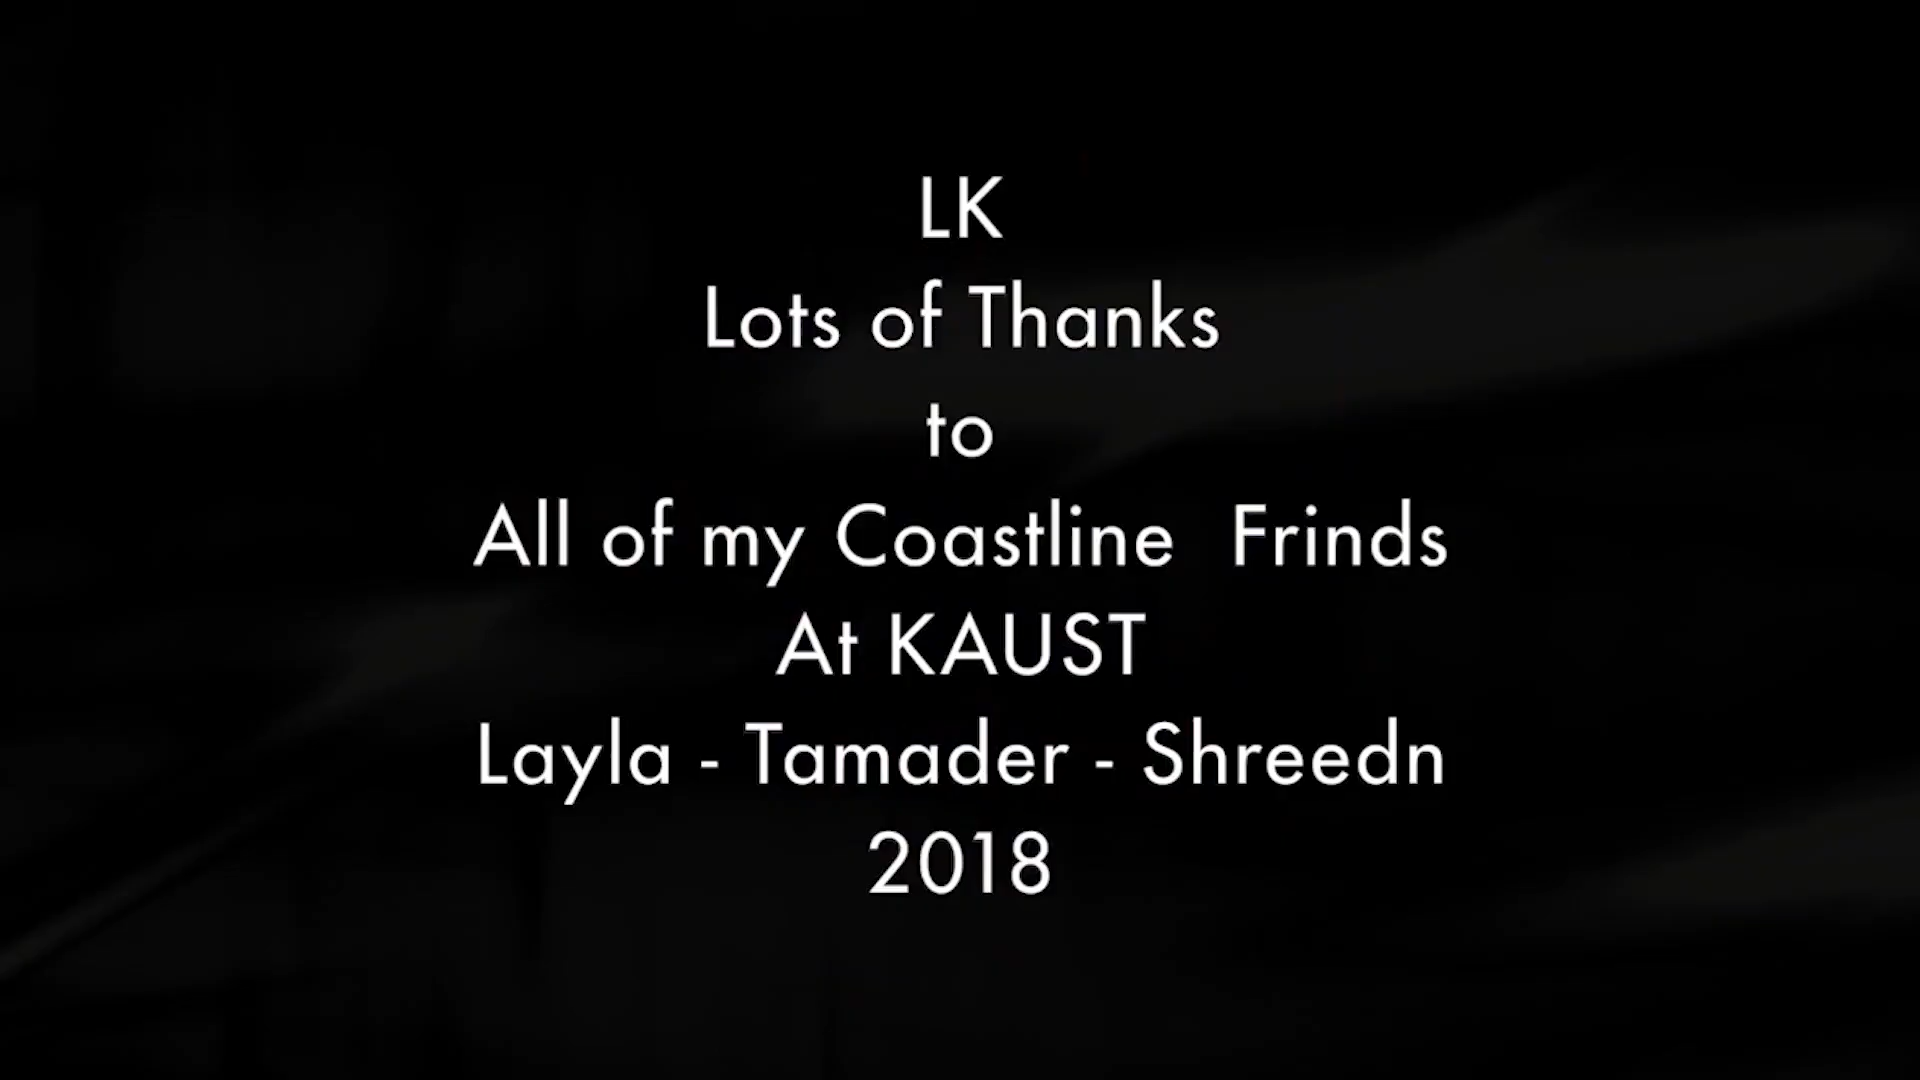 LK
Lots of Thanks
to
All of my Coastline  Frinds
At KAUST
Layla - Tamader - Shreedn
2018